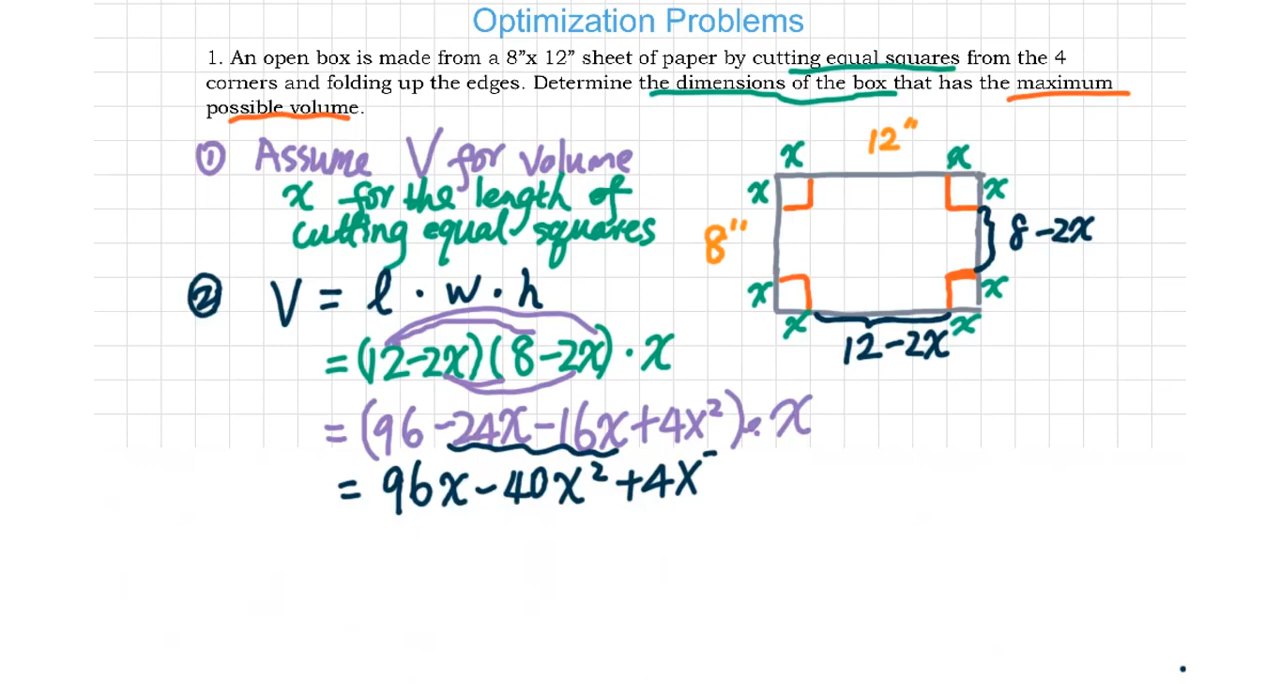 Optimization Problems
1. An open box is made from a 8”x 12” sheet of paper by cutting equal squares from the 4
corners and folding up the edges. Determine the dimensions of the box that has the maximum
possible volume.
① Assume V for volume
x for the length of
cutting equal squares
x 12" x
x x
8" } 8-2x
x x
x x
12-2x
② V = l · w · h
= (12-2x)(8-2x) · x
= (96-24x-16x+4x²) · x
= 96x-40x²+4x